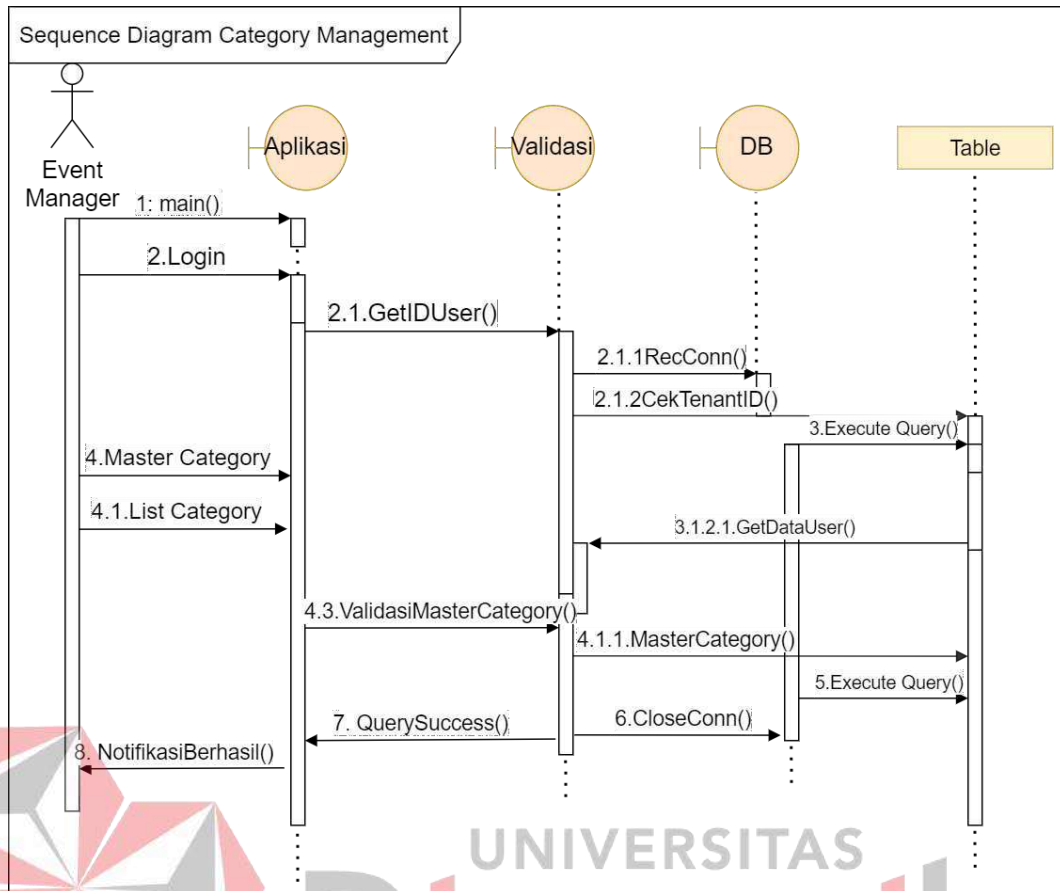 Sequence Diagram Category Management
Event
Manager
Aplikasi
Validasi
DB
Table
1: main()
2.Login
2.1.GetIDUser()
2.1.1RecConn()
2.1.2CekTenantID()
3.Execute Query()
4.Master Category
4.1.List Category
3.1.2.1.GetDataUser()
4.3.ValidasiMasterCategory()
4.1.1.MasterCategory()
5.Execute Query()
7. QuerySuccess()
6.CloseConn()
8. NotifikasiBerhasil()
UNIVERSITAS